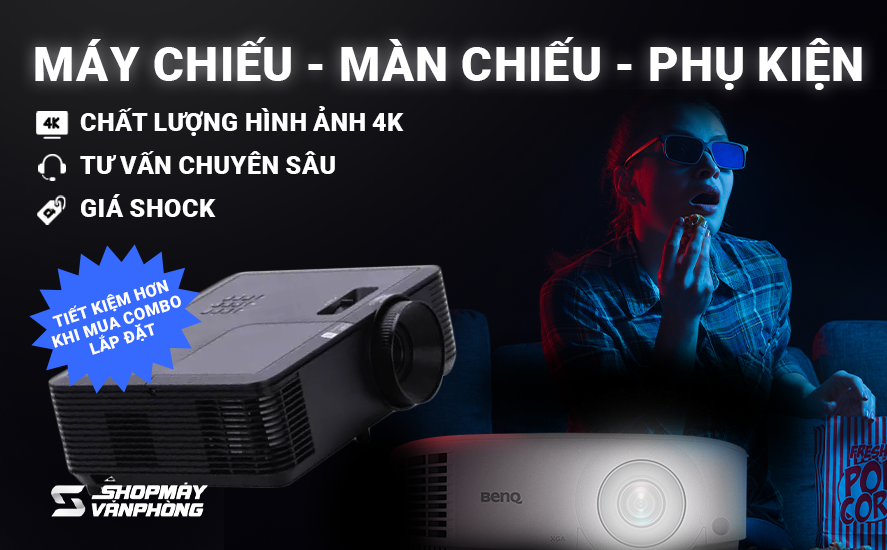 MÁY CHIẾU - MÀN CHIẾU - PHỤ KIỆN
4K CHẤT LƯỢNG HÌNH ẢNH 4K
TƯ VẤN CHUYÊN SÂU
GIÁ SHOCK
TIẾT KIỆM HƠN
KHI MUA COMBO
LẮP ĐẶT
SHOPMÁY
VĂNPHÒNG
BenQ
XGA
FRESH
POP
CORN